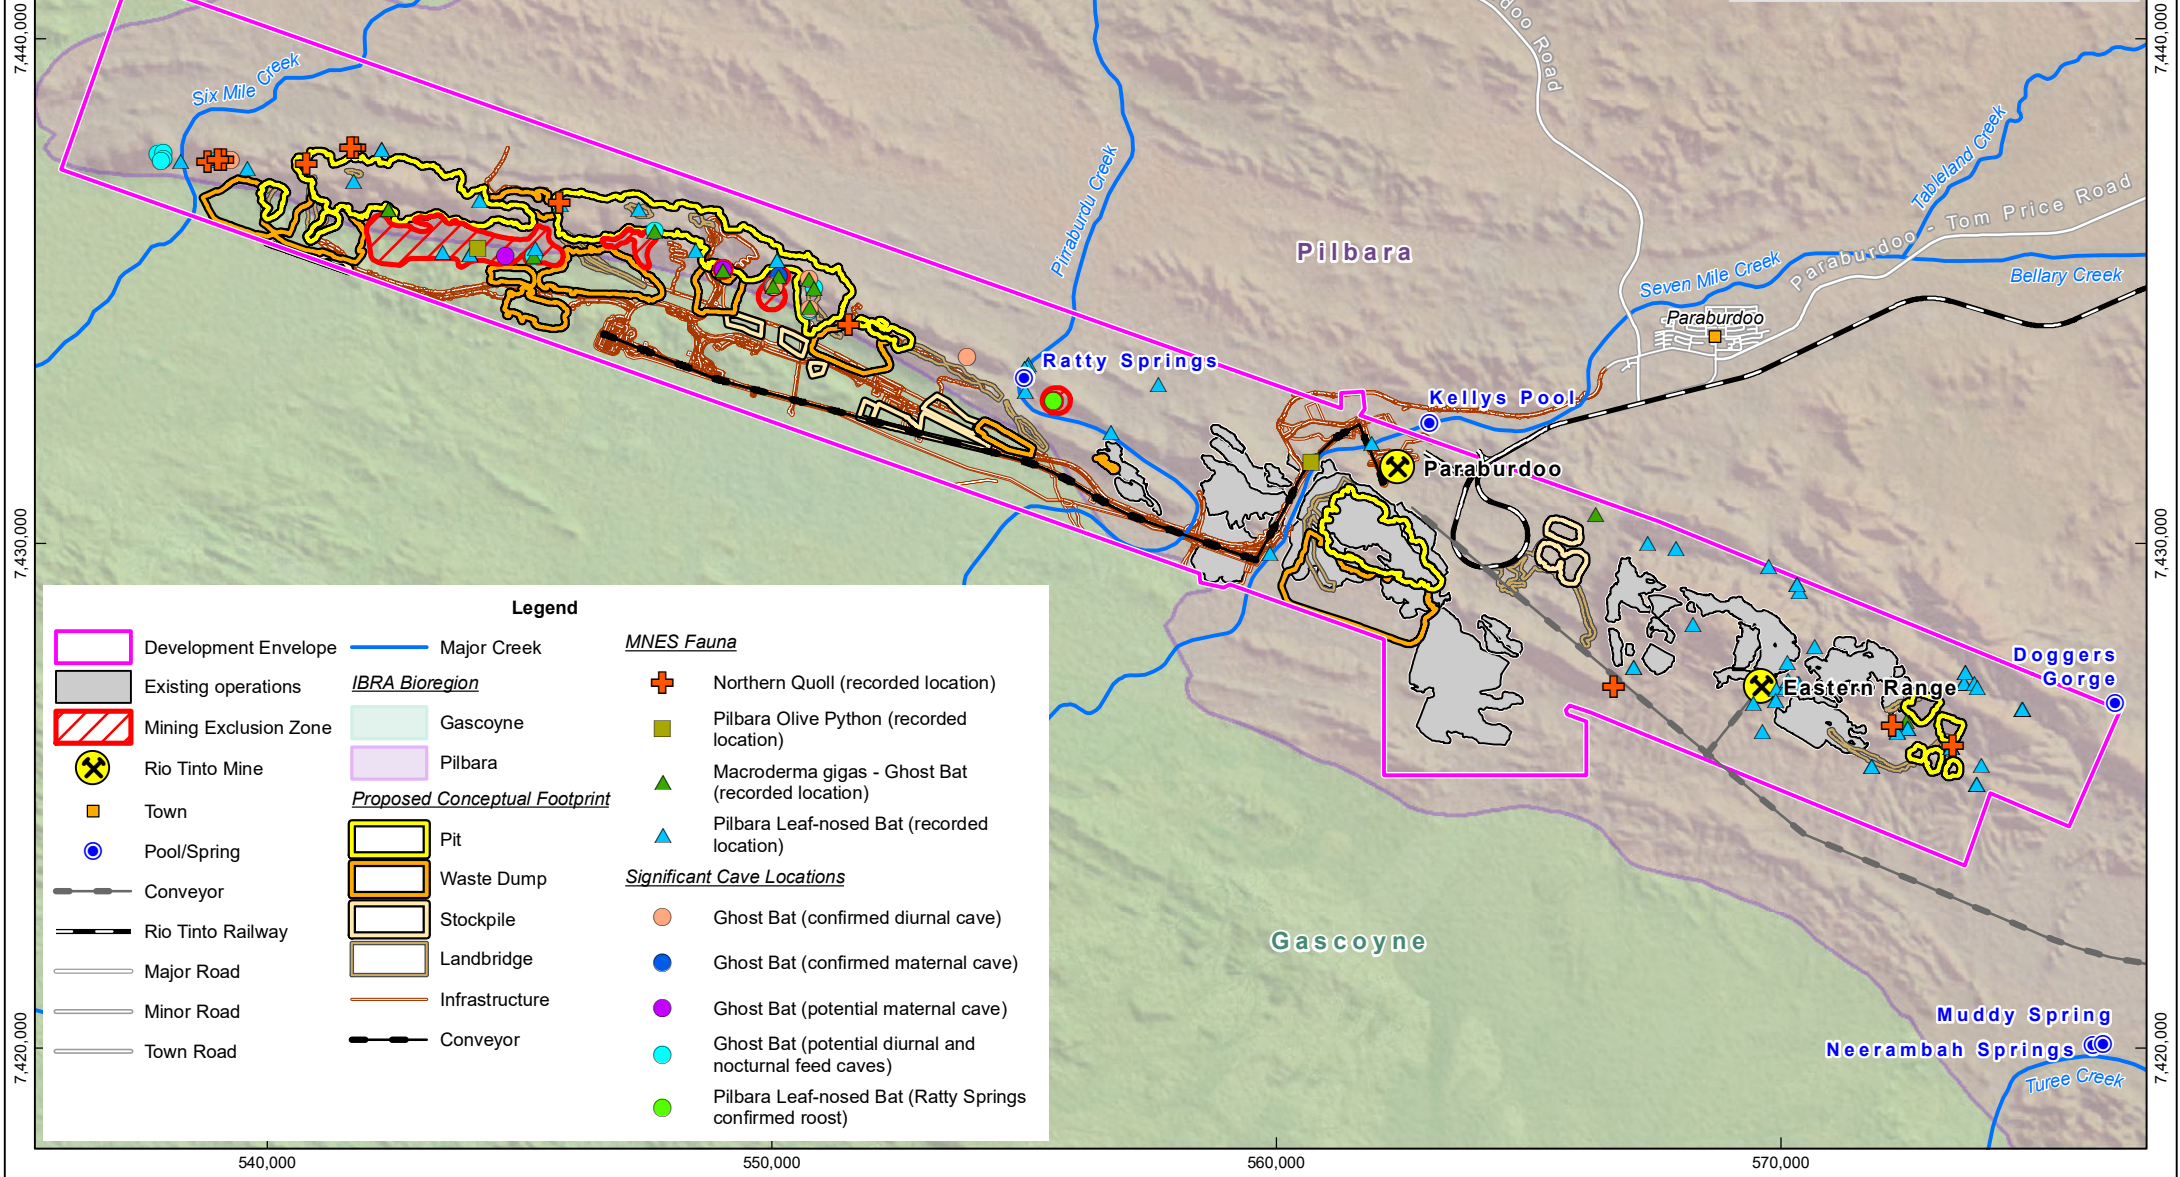 7,440,000
7,440,000
doo Road
Six Mile Creek
Pirraburdu Creek
Tableland Creek
Pilbara
Paraburdoo - Tom Price Road
Seven Mile Creek
Bellary Creek
Paraburdoo
Ratty Springs
Kellys Pool
Paraburdoo
7,430,000
7,430,000
Doggers
Gorge
Eastern Range
Gascoyne
Muddy Spring
Neerambah Springs
Turee Creek
7,420,000
7,420,000
540,000
550,000
560,000
570,000
Legend
Development Envelope
Existing operations
Mining Exclusion Zone
Rio Tinto Mine
Town
Pool/Spring
Conveyor
Rio Tinto Railway
Major Road
Minor Road
Town Road
Major Creek
IBRA Bioregion
Gascoyne
Pilbara
Proposed Conceptual Footprint
Pit
Waste Dump
Stockpile
Landbridge
Infrastructure
Conveyor
MNES Fauna
Northern Quoll (recorded location)
Pilbara Olive Python (recorded
location)
Macroderma gigas - Ghost Bat
(recorded location)
Pilbara Leaf-nosed Bat (recorded
location)
Significant Cave Locations
Ghost Bat (confirmed diurnal cave)
Ghost Bat (confirmed maternal cave)
Ghost Bat (potential maternal cave)
Ghost Bat (potential diurnal and
nocturnal feed caves)
Pilbara Leaf-nosed Bat (Ratty Springs
confirmed roost)